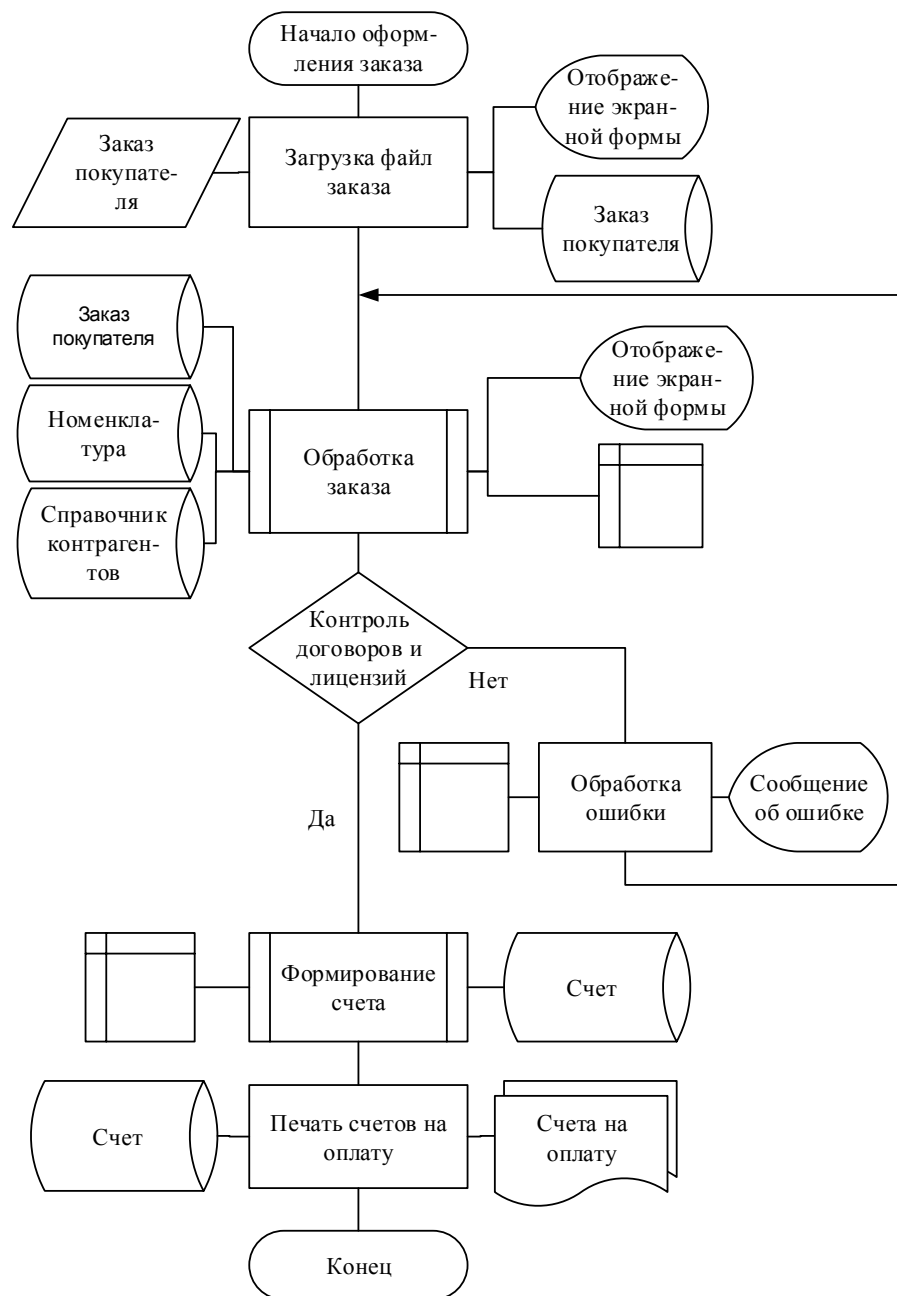 Начало оформ-
ления заказа
Отображе-
ние экран-
ной формы
Заказ
покупате-
ля
Загрузка файл
заказа
Заказ
покупателя
Заказ
покупателя
Отображе-
ние экран-
ной формы
Номенкла-
тура
Обработка
заказа
Справочник
контраген-
тов
Контроль
договоров и
лицензий
Нет
Обработка
ошибки
Сообщение
об ошибке
Да
Формирование
счета
Счет
Счет
Печать счетов на
оплату
Счета на
оплату
Конец